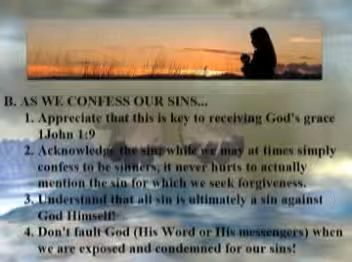 B. AS WE CONFESS OUR SINS...
1. Appreciate that this is key to receiving God's grace
1John 1:9
2. Acknowledge the sin; while we may at times simply
confess to be sinners, it never hurts to actually
mention the sin for which we seek forgiveness.
3. Understand that all sin is ultimately a sin against
God Himself!
4. Don't fault God (His Word or His messengers) when
we are exposed and condemned for our sins!